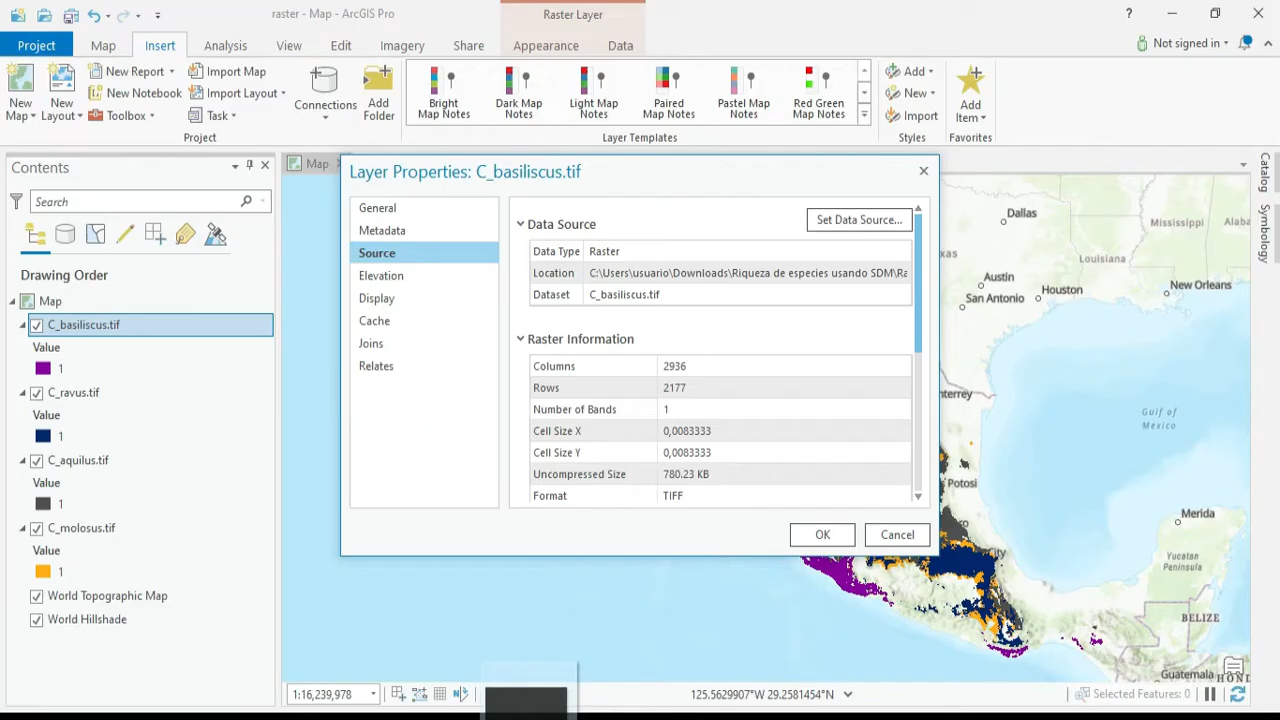 raster - Map - ArcGIS Pro
Raster Layer
?
Project Map Insert Analysis View Edit Imagery Share Appearance Data
Not signed in
New Map
New Layout
New Report
New Notebook
Toolbox
Import Map
Import Layout
Task
Connections
Add Folder
Bright Map Notes
Dark Map Notes
Light Map Notes
Paired Map Notes
Pastel Map Notes
Red Green Map Notes
Add
New
Import
Add Item
Project
Layer Templates
Styles
Favorites
Contents
Search
Drawing Order
Map
C_basiliscus.tif
Value
1
C_ravus.tif
Value
1
C_aquilus.tif
Value
1
C_molosus.tif
Value
1
World Topographic Map
World Hillshade
Map
Layer Properties: C_basiliscus.tif
General
Metadata
Source
Elevation
Display
Cache
Joins
Relates
Data Source
Set Data Source...
Data Type Raster
Location C:\Users\usuario\Downloads\Riqueza de especies usando SDM\Ra
Dataset C_basiliscus.tif
Raster Information
Columns 2936
Rows 2177
Number of Bands 1
Cell Size X 0,0083333
Cell Size Y 0,0083333
Uncompressed Size 780.23 KB
Format TIFF
OK
Cancel
Dallas
Mississippi
Alaba
Louisiana
Austin
Houston
San Antonio
New Orleans
Gulf of
Mexico
Potosi
Merida
Yucatan
Peninsula
BELIZE
Guatemala
Catalog
Symbology
1:16,239,978
125.5629907°W 29.2581454°N
Selected Features: 0